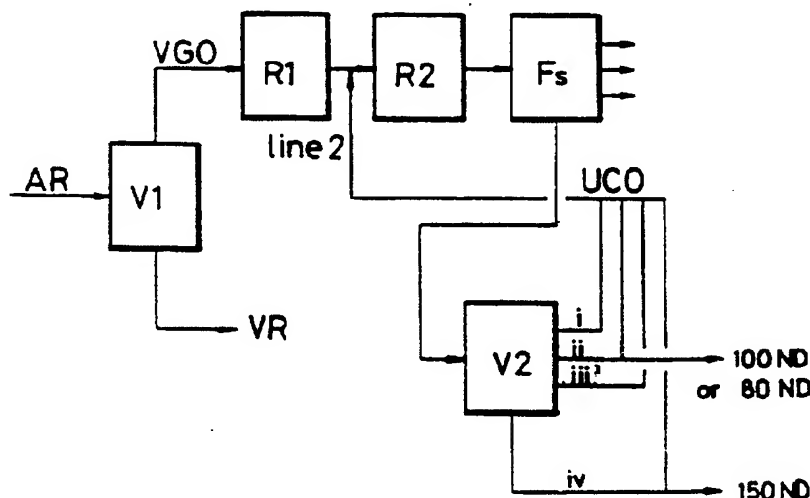 VGO
R1
R2
Fs
line 2
AR
V1
UCO
VR
V2
i
ii
iii
iv
100 ND
or 80 ND
150 ND